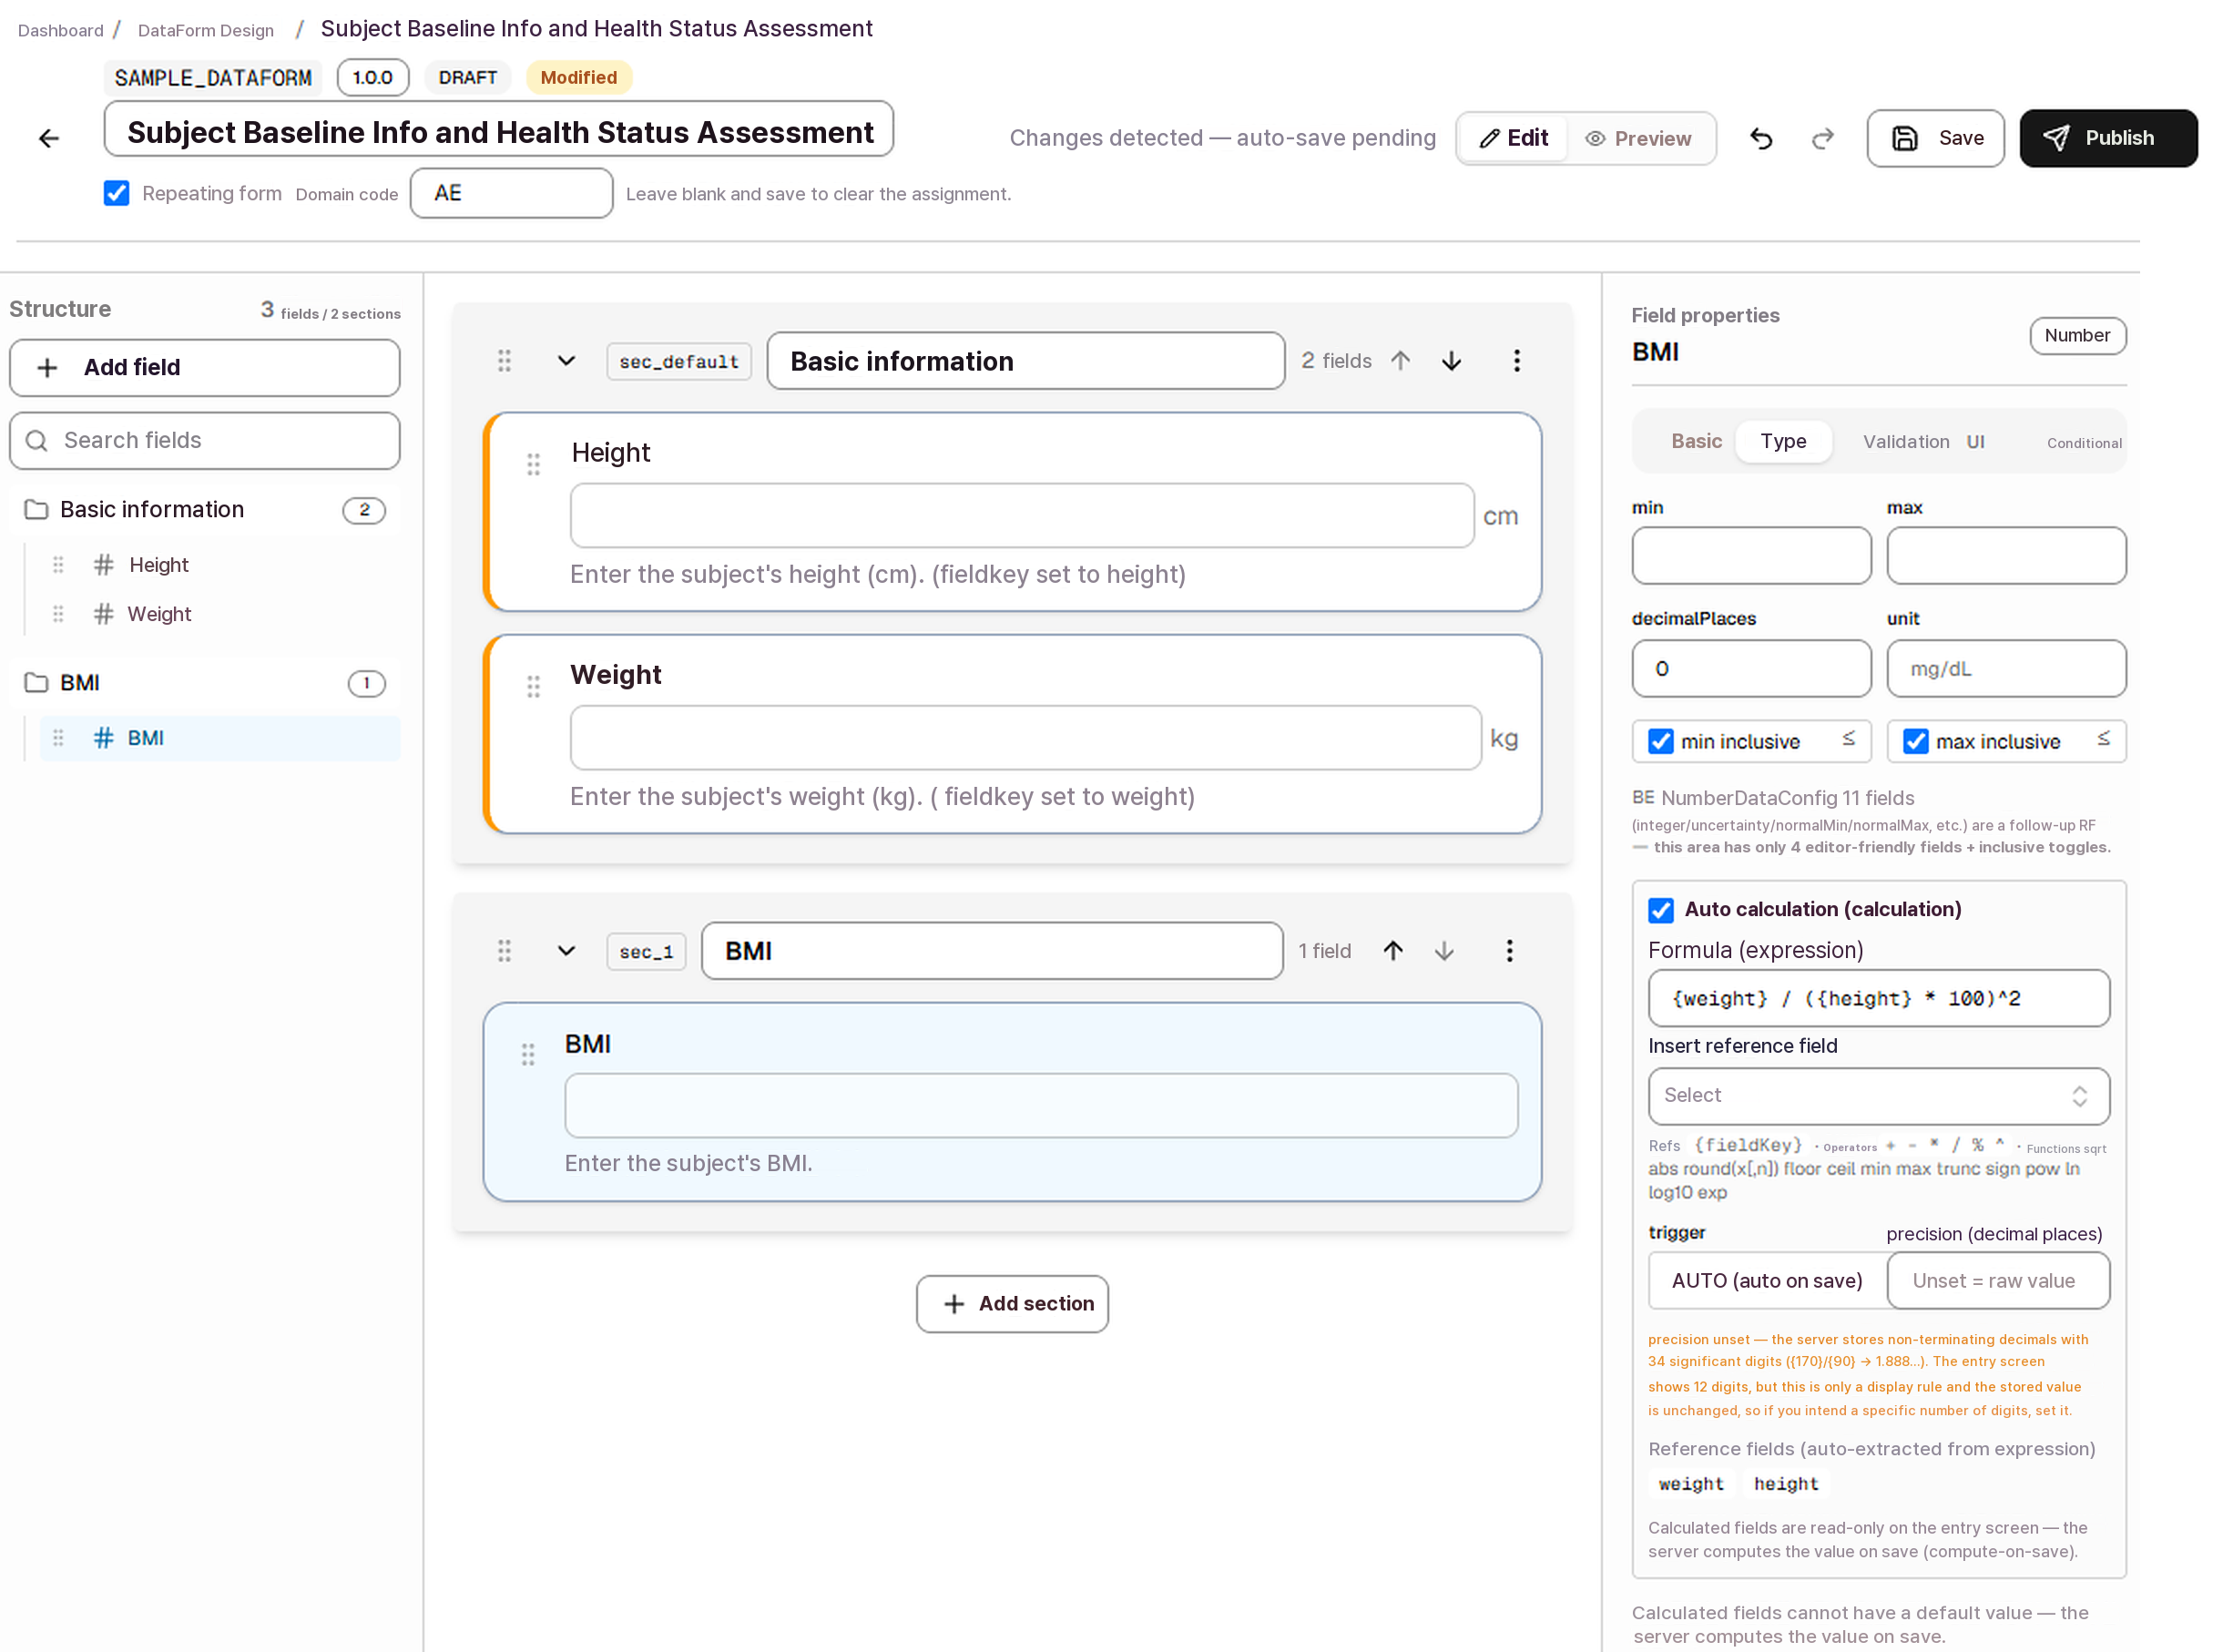 Dashboard / DataForm Design / Subject Baseline Info and Health Status Assessment
SAMPLE_DATAFORM 1.0.0 DRAFT Modified
Subject Baseline Info and Health Status Assessment
Changes detected — auto-save pending Edit Preview Save Publish
Repeating form Domain code AE Leave blank and save to clear the assignment.
Structure 3 fields / 2 sections
Add field
Search fields
Basic information 2
# Height
# Weight
BMI 1
# BMI
sec_default Basic information 2 fields
Height
cm
Enter the subject's height (cm). (fieldkey set to height)
Weight
kg
Enter the subject's weight (kg). ( fieldkey set to weight)
sec_1 BMI 1 field
BMI
Enter the subject's BMI.
Add section
Field properties
BMI Number
Basic Type Validation UI Conditional
min max
decimalPlaces unit
0 mg/dL
min inclusive ≤ max inclusive ≤
BE NumberDataConfig 11 fields
(integer/uncertainty/normalMin/normalMax, etc.) are a follow-up RF
— this area has only 4 editor-friendly fields + inclusive toggles.
Auto calculation (calculation)
Formula (expression)
{weight} / ({height} * 100)^2
Insert reference field
Select
Refs {fieldKey} · Operators + - * / % ^ · Functions sqrt
abs round(x[,n]) floor ceil min max trunc sign pow ln
log10 exp
trigger precision (decimal places)
AUTO (auto on save) Unset = raw value
precision unset — the server stores non-terminating decimals with
34 significant digits ({170}/{90} → 1.888...). The entry screen
shows 12 digits, but this is only a display rule and the stored value
is unchanged, so if you intend a specific number of digits, set it.
Reference fields (auto-extracted from expression)
weight height
Calculated fields are read-only on the entry screen — the
server computes the value on save (compute-on-save).
Calculated fields cannot have a default value — the
server computes the value on save.